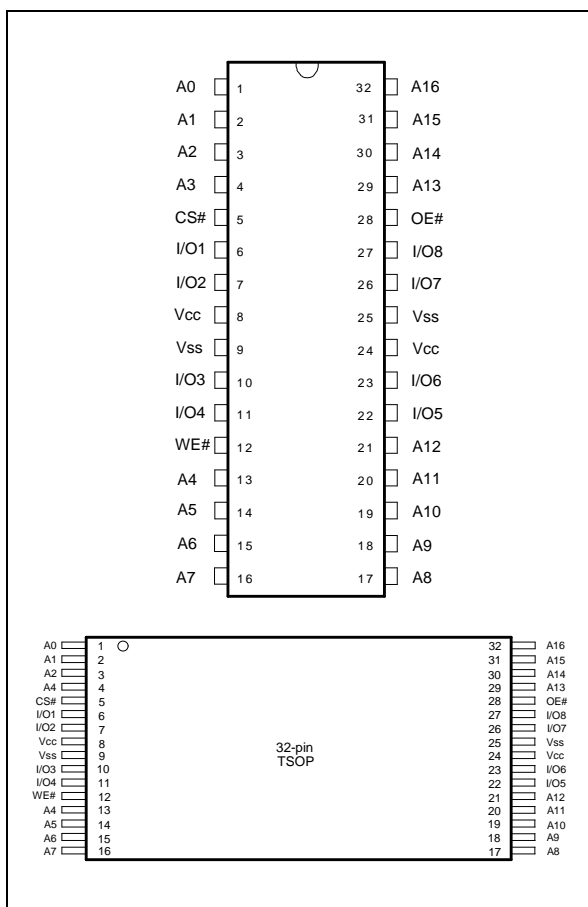 A0 1 32 A16
A1 2 31 A15
A2 3 30 A14
A3 4 29 A13
CS# 5 28 OE#
I/O1 6 27 I/O8
I/O2 7 26 I/O7
Vcc 8 25 Vss
Vss 9 24 Vcc
I/O3 10 23 I/O6
I/O4 11 22 I/O5
WE# 12 21 A12
A4 13 20 A11
A5 14 19 A10
A6 15 18 A9
A7 16 17 A8
A0 1 32 A16
A1 2 31 A15
A2 3 30 A14
A4 4 29 A13
CS# 5 28 OE#
I/O1 6 27 I/O8
I/O2 7 26 I/O7
Vcc 8 25 Vss
Vss 9 24 Vcc
I/O3 10 23 I/O6
I/O4 11 22 I/O5
WE# 12 21 A12
A4 13 20 A11
A5 14 19 A10
A6 15 18 A9
A7 16 17 A8
32-pin
TSOP